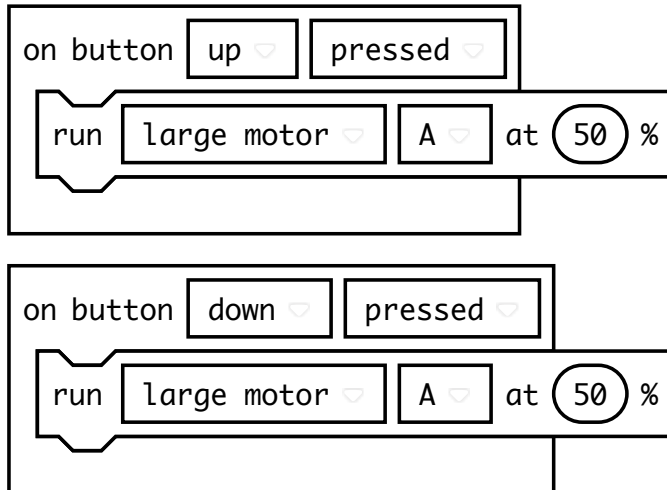 on button up pressed
run large motor A at 50 %
on button down pressed
run large motor A at 50 %